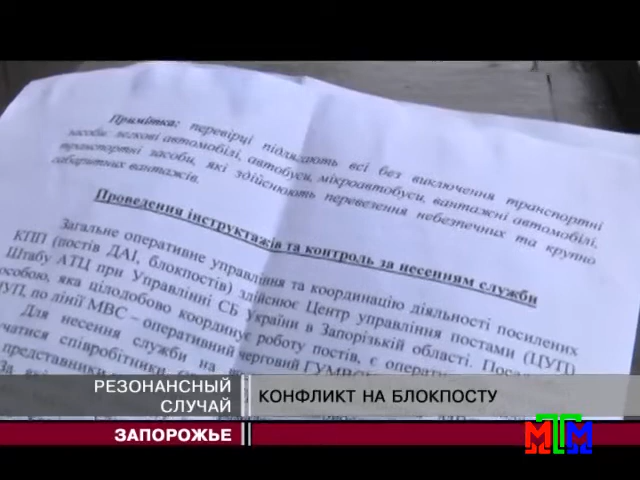 Примітка: перевірці підлягають всі без виключення транспортні
засоби: легкові автомобілі, автобуси, мікроавтобуси, вантажні автомобілі,
транспортні засоби, які здійснюють перевезення небезпечних та крупно
габаритних вантажів.
Проведення інструктажів та контроль за несенням служби
Загальне оперативне управління та координацію діяльності посилених
КПП (постів ДАІ, блокпостів) здійснює Центр управління постами (ЦУП)
Штабу АТЦ при Управлінні СБ України в Запорізькій області.
особою, яка цілодобово координує роботу постів, є
ЦУП, по лінії МВС – оперативний черговий
Для несення служби на
співробітники
представники
РЕЗОНАНСНЫЙ
СЛУЧАЙ
КОНФЛИКТ НА БЛОКПОСТУ
ЗАПОРОЖЬЕ
МТМ